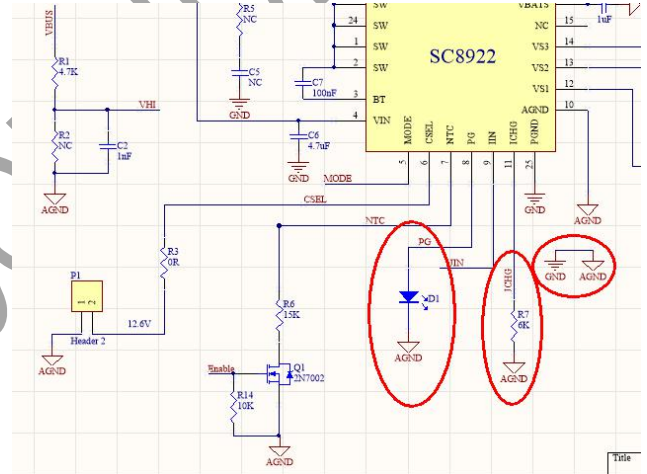 SW
VBATS
R5
NC
24
SW
NC
15
1uF
VBUS
1
SW
SC8922
VS3
14
2
SW
VS2
13
R1
4.7K
C5
NC
C7
100nF
VS1
12
3
BT
AGND
10
VHI
GND
4
VIN
MODE
CSEL
NTC
PG
IIN
ICHG
PGND
R2
NC
C2
1nF
C6
4.7uF
5
6
7
8
9
11
25
GND
MODE
AGND
CSEL
GND
AGND
NTC
PG
R3
0R
IIN
ICHG
GND
AGND
P1
1
2
D1
R6
15K
R7
6K
12.6V
Header 2
AGND
AGND
Enable
Q1
2N7002
AGND
R14
10K
AGND
Title